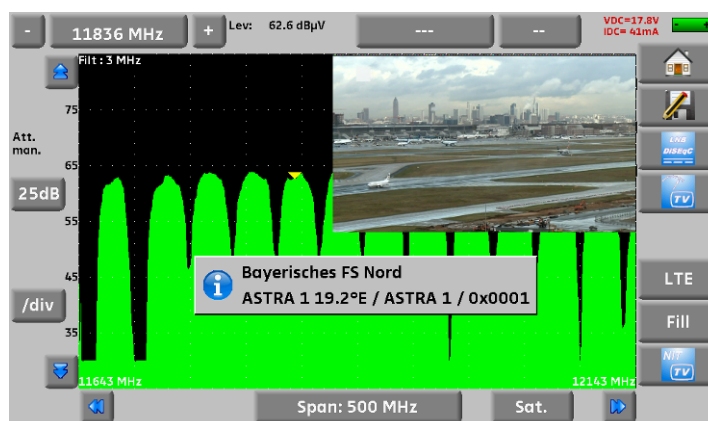 - 11836 MHz + Lev: 62.6 dBµV --- -- VDC=17.8V
IDC= 41mA
Filt : 3 MHz
75
Att.
man.
65
LNB
DiSEqC
25dB
TV
55
Bayerisches FS Nord
45
ASTRA 1 19.2°E / ASTRA 1 / 0x0001
LTE
/div
35
Fill
NIT
TV
11643 MHz 12143 MHz
Span: 500 MHz Sat.